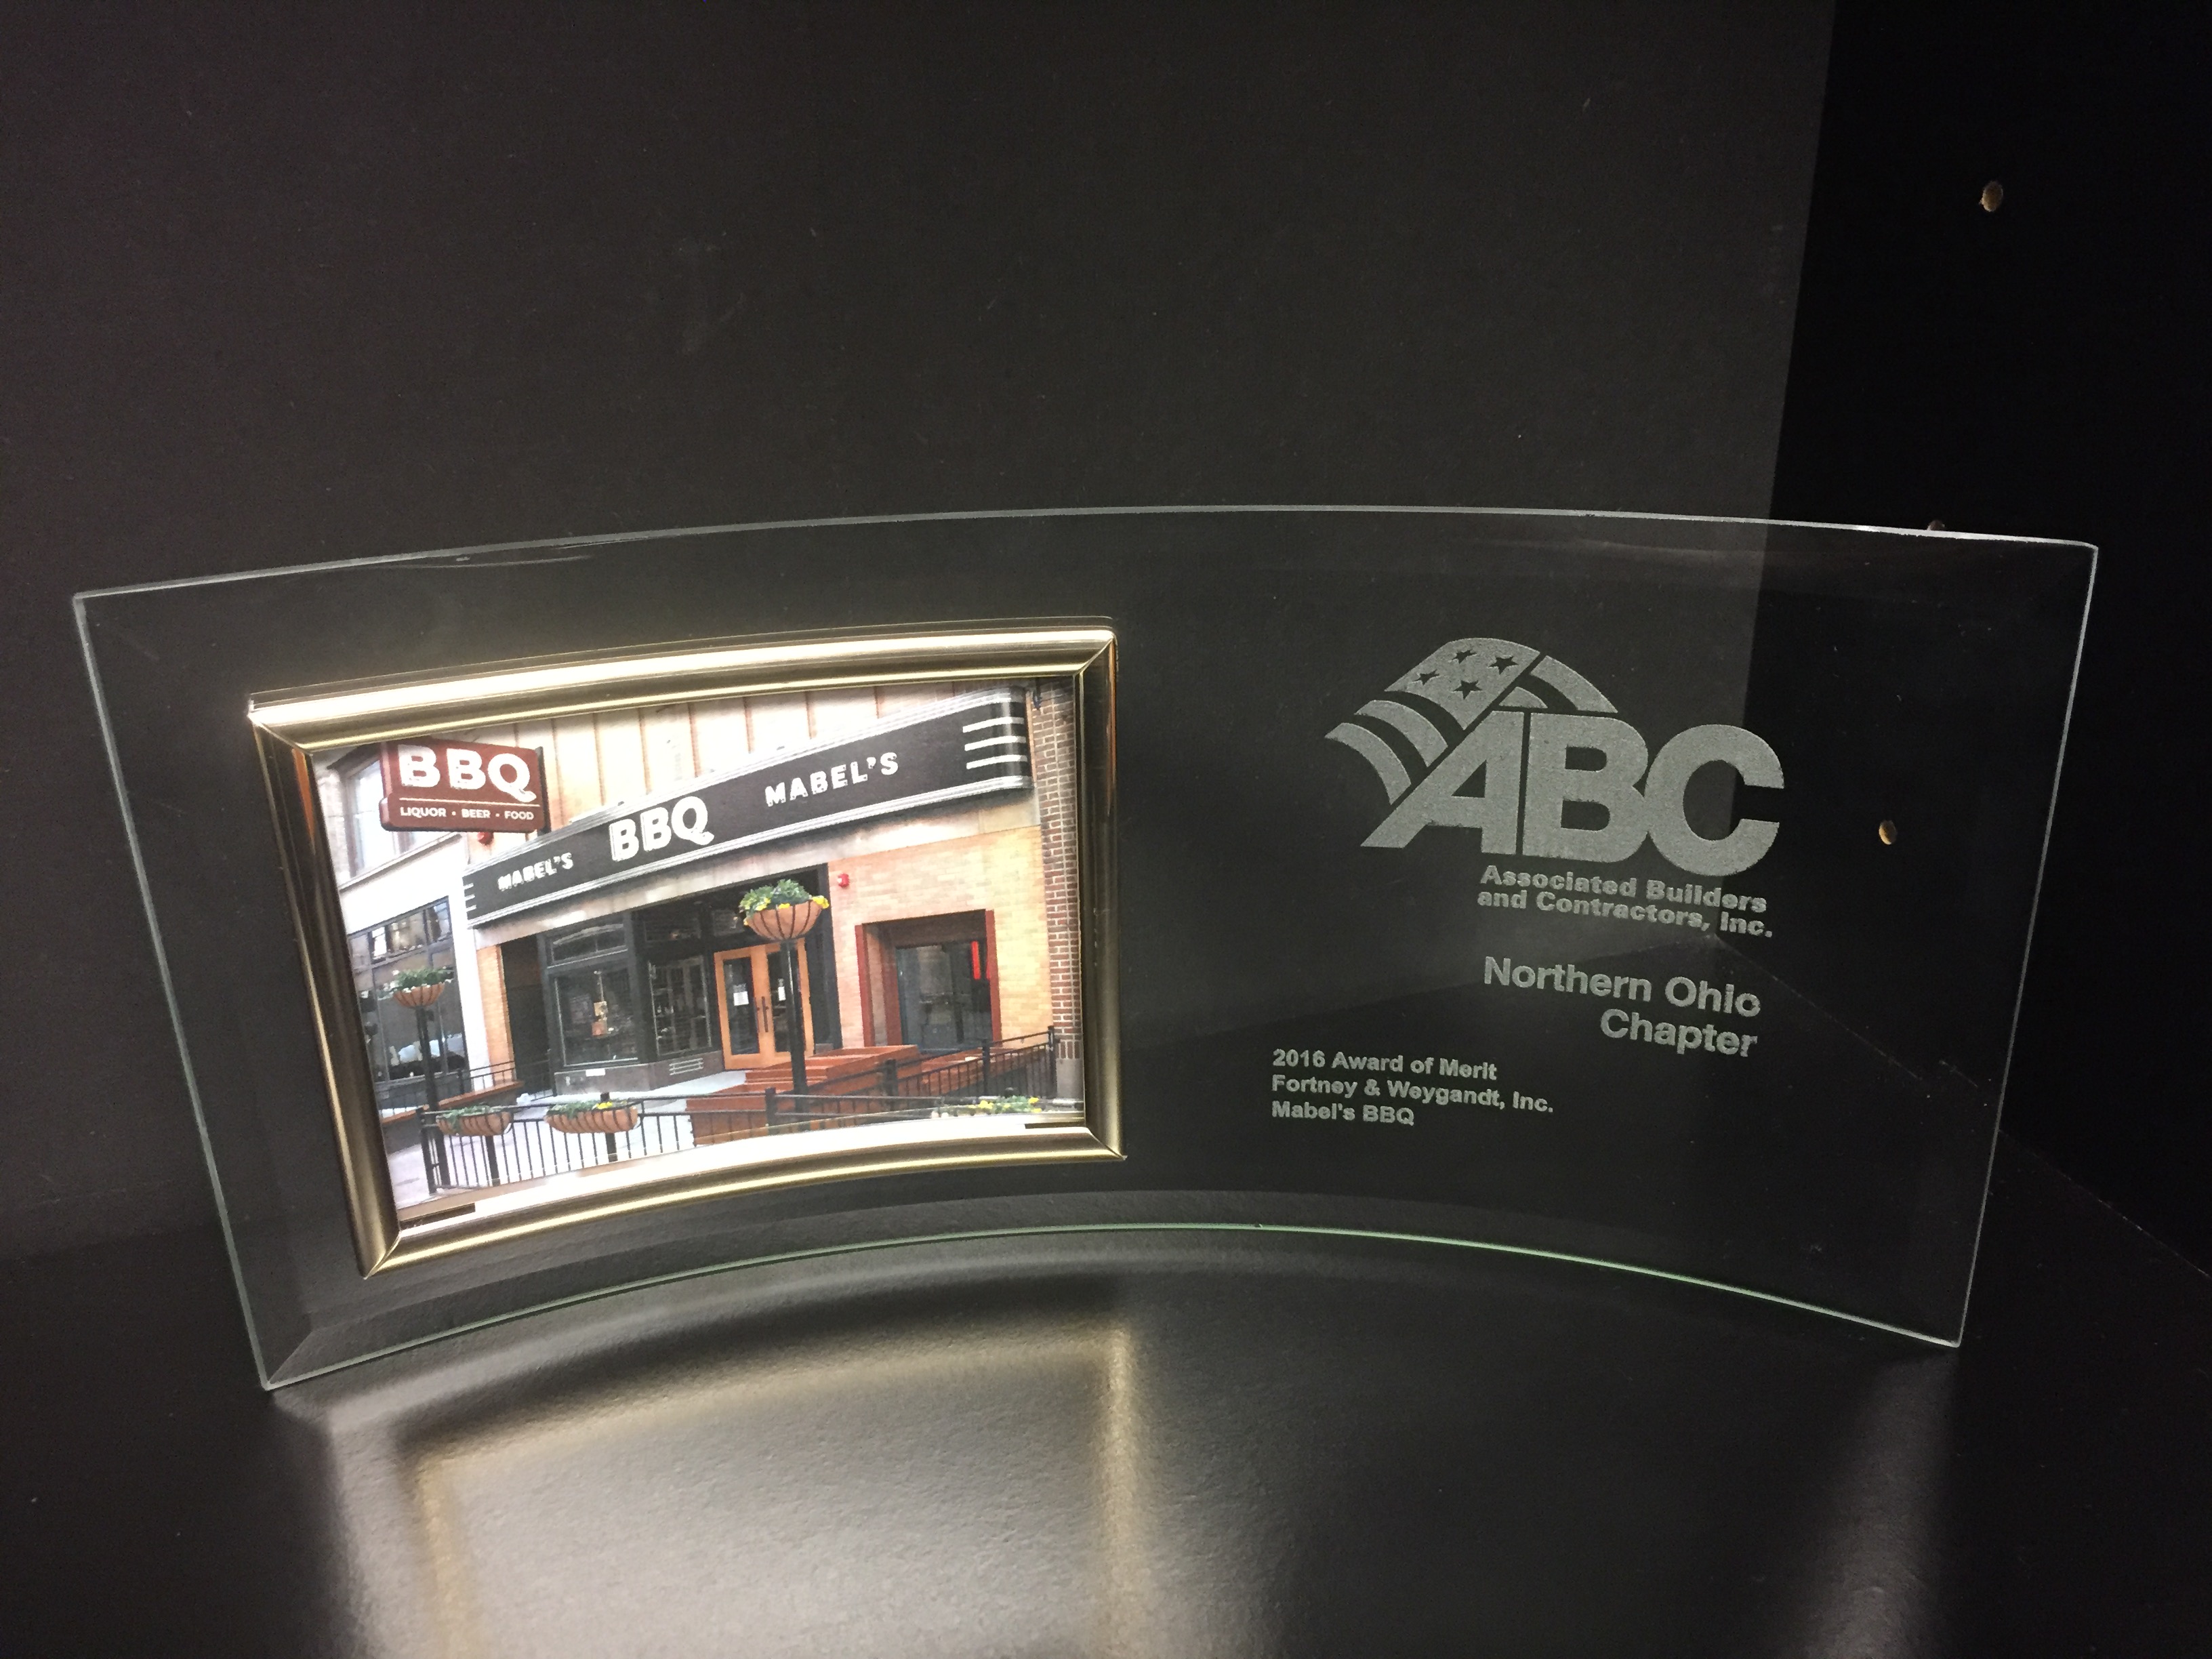 BBQ
LIQUOR • BEER • FOOD
MABEL'S
BBQ
MABEL'S
ABC
Associated Builders
and Contractors, Inc.
Northern Ohio
Chapter
2016 Award of Merit
Fortney & Weygandt, Inc.
Mabel's BBQ